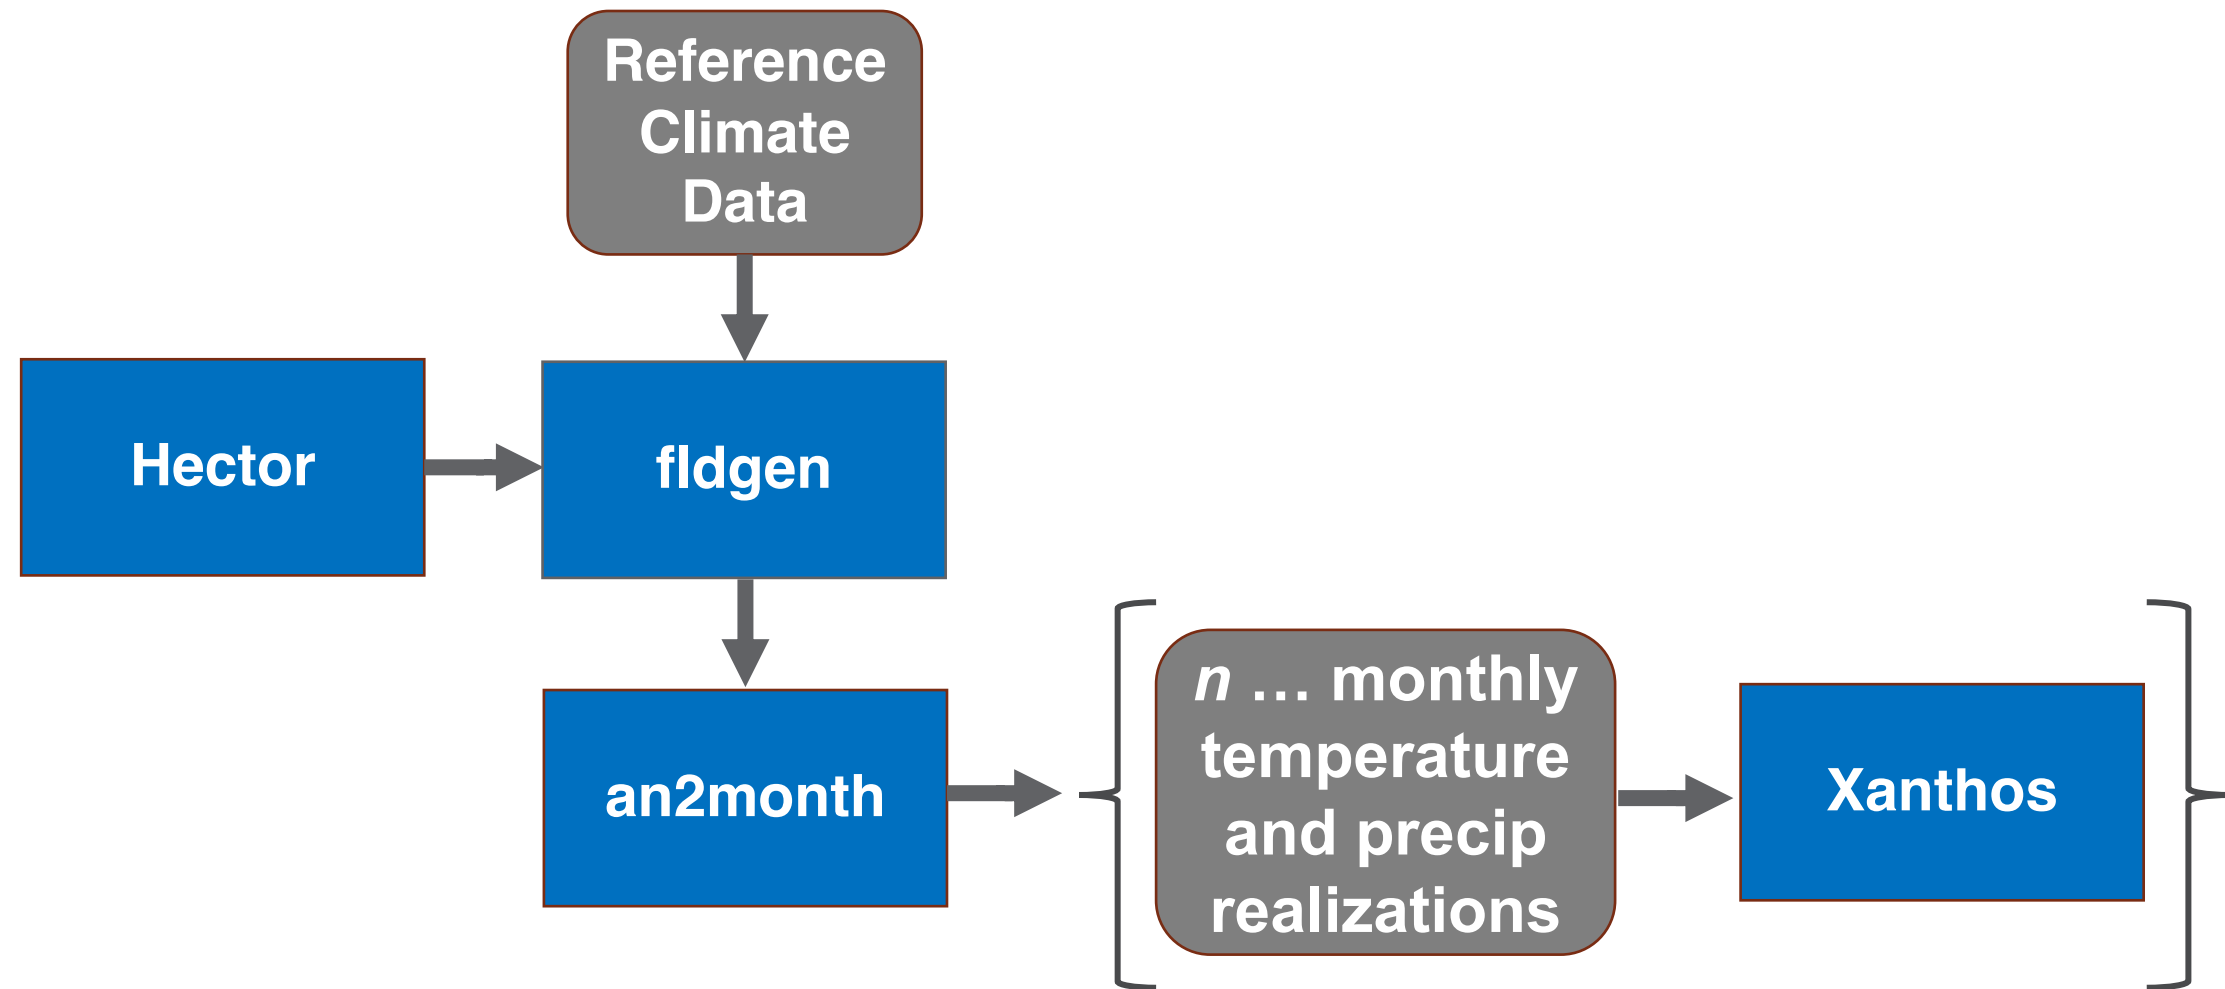 Reference
Climate
Data
Hector
fldgen
an2month
n … monthly
temperature
and precip
realizations
Xanthos